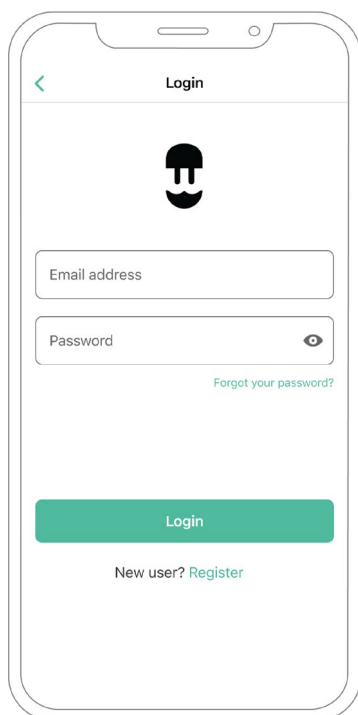 Login
Email address
Password
Forgot your password?
Login
New user? Register